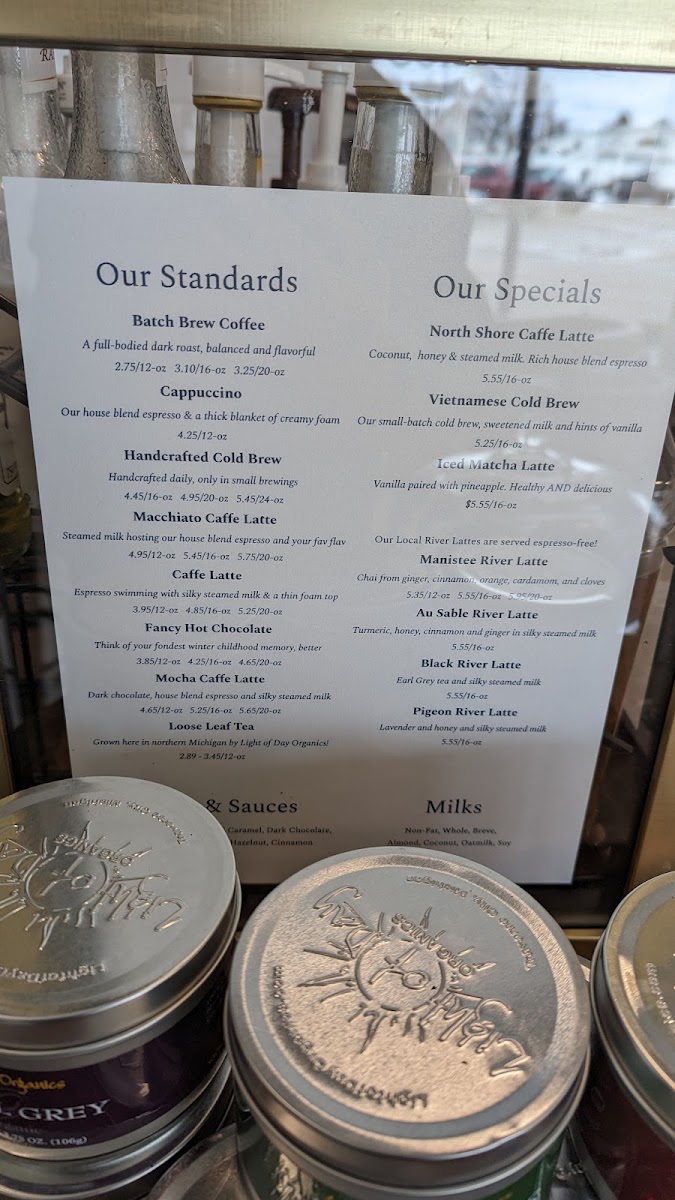 RA
Our Standards
Batch Brew Coffee
A full-bodied dark roast, balanced and flavorful
2.75/12-oz 3.10/16-oz 3.25/20-oz
Cappuccino
Our house blend espresso & a thick blanket of creamy foam
4.25/12-oz
Handcrafted Cold Brew
Handcrafted daily, only in small brewings
4.45/16-oz 4.95/20-oz 5.45/24-oz
Macchiato Caffe Latte
Steamed milk hosting our house blend espresso and your fav flav
4.95/12-oz 5.45/16-oz 5.75/20-oz
Caffe Latte
Espresso swimming with silky steamed milk & a thin foam top
3.95/12-oz 4.85/16-oz 5.25/20-oz
Fancy Hot Chocolate
Think of your fondest winter childhood memory, better
3.85/12-oz 4.25/16-oz 4.65/20-oz
Mocha Caffe Latte
Dark chocolate, house blend espresso and silky steamed milk
4.65/12-oz 5.25/16-oz 5.65/20-oz
Loose Leaf Tea
Grown here in northern Michigan by Light of Day Organics!
2.89 - 3.45/12-oz
& Sauces
Caramel, Dark Chocolate,
Hazelnut, Cinnamon
Our Specials
North Shore Caffe Latte
Coconut, honey & steamed milk. Rich house blend espresso
5.55/16-oz
Vietnamese Cold Brew
Our small-batch cold brew, sweetened milk and hints of vanilla
5.25/16-oz
Iced Matcha Latte
Vanilla paired with pineapple. Healthy AND delicious
$5.55/16-oz
Our Local River Lattes are served espresso-free!
Manistee River Latte
Chai from ginger, cinnamon, orange, cardamom, and cloves
5.35/12-oz 5.55/16-oz 5.95/20-oz
Au Sable River Latte
Turmeric, honey, cinnamon and ginger in silky steamed milk
5.55/16-oz
Black River Latte
Earl Grey tea and silky steamed milk
5.55/16-oz
Pigeon River Latte
Lavender and honey and silky steamed milk
5.55/16-oz
Milks
Non-Fat, Whole, Breve,
Almond, Coconut, Oatmilk, Soy
Light
of
Day
Organics
Light
of
Day
Organics
Organics
GREY
(106g)